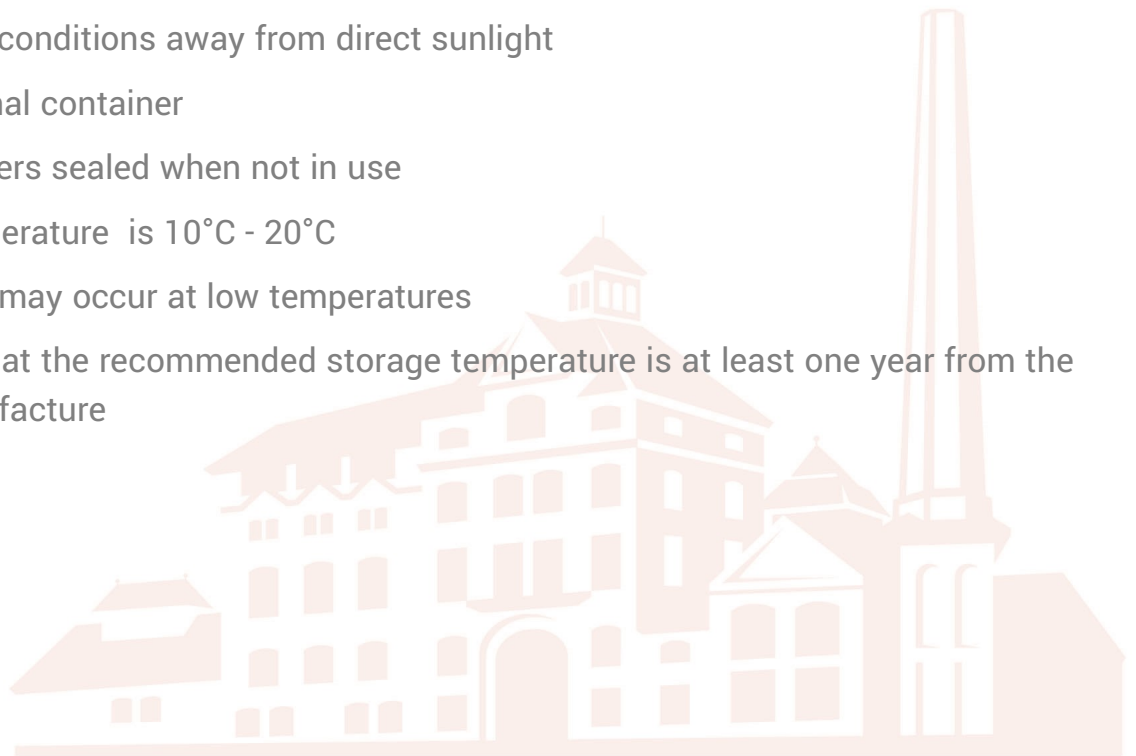 conditions away from direct sunlight
nal container
ers sealed when not in use
erature  is 10°C - 20°C
may occur at low temperatures
at the recommended storage temperature is at least one year from the
facture